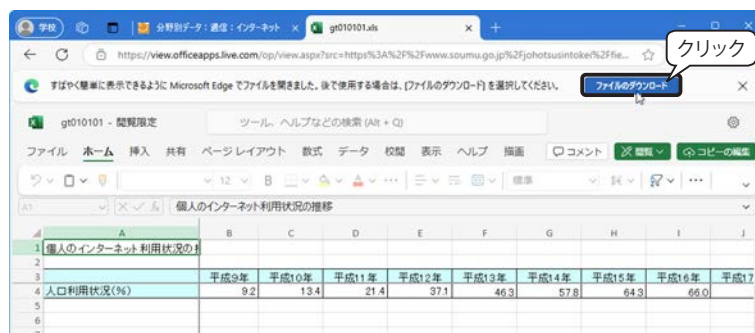 学校
分野別データ：通信：インターネット
gt010101.xls
https://view.officeapps.live.com/op/view.aspx?src=https%3A%2F%2Fwww.soumu.go.jp%2Fjohotsusintokei%2Ffie...
クリック
すばやく簡単に表示できるように Microsoft Edge でファイルを開きました。後で使用する場合は、[ファイルのダウンロード] を選択してください。
ファイルのダウンロード
gt010101 - 閲覧限定
ツール、ヘルプなどの検索 (Alt + Q)
ファイル ホーム 挿入 共有 ページ レイアウト 数式 データ 校閲 表示 ヘルプ 描画 コメント 閲覧 コピーの編集
12 B 標準
A1 fx 個人のインターネット利用状況の推移
A B C D E F G H I J
1 個人のインターネット利用状況の推
2
3 平成9年 平成10年 平成11年 平成12年 平成13年 平成14年 平成15年 平成16年 平成17
4 人口利用状況(%) 9.2 13.4 21.4 37.1 46.3 57.8 64.3 66.0
5
6